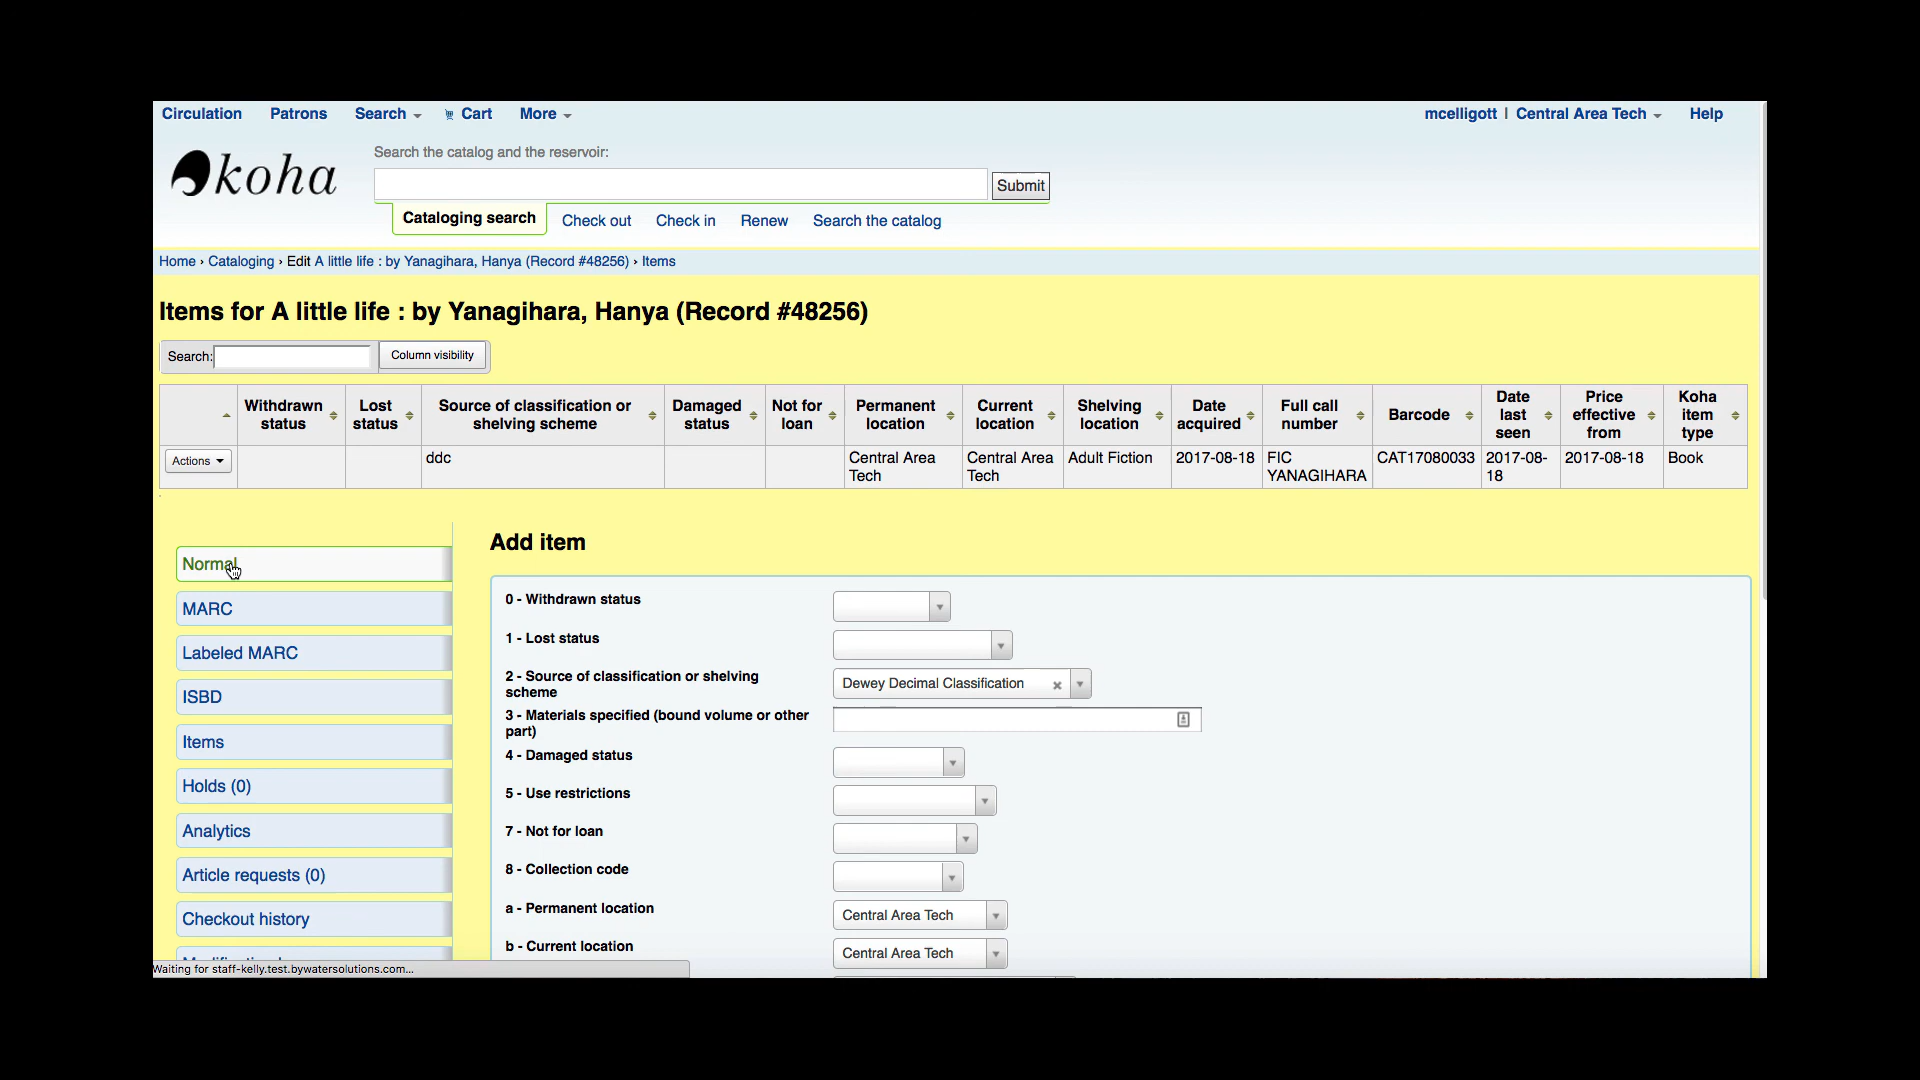 Circulation Patrons Search Cart More mcelligott | Central Area Tech Help
koha
Search the catalog and the reservoir:
Submit
Cataloging search Check out Check in Renew Search the catalog
Home › Cataloging › Edit A little life : by Yanagihara, Hanya (Record #48256) › Items
Items for A little life : by Yanagihara, Hanya (Record #48256)
Search: Column visibility
Withdrawn status Lost status Source of classification or shelving scheme Damaged status Not for loan Permanent location Current location Shelving location Date acquired Full call number Barcode Date last seen Price effective from Koha item type
Actions ddc Central Area Tech Central Area Tech Adult Fiction 2017-08-18 FIC YANAGIHARA CAT17080033 2017-08-18 2017-08-18 Book
Normal
MARC
Labeled MARC
ISBD
Items
Holds (0)
Analytics
Article requests (0)
Checkout history
Add item
0 - Withdrawn status
1 - Lost status
2 - Source of classification or shelving
scheme
Dewey Decimal Classification
3 - Materials specified (bound volume or other
part)
4 - Damaged status
5 - Use restrictions
7 - Not for loan
8 - Collection code
a - Permanent location Central Area Tech
b - Current location Central Area Tech
Waiting for staff-kelly.test.bywatersolutions.com...